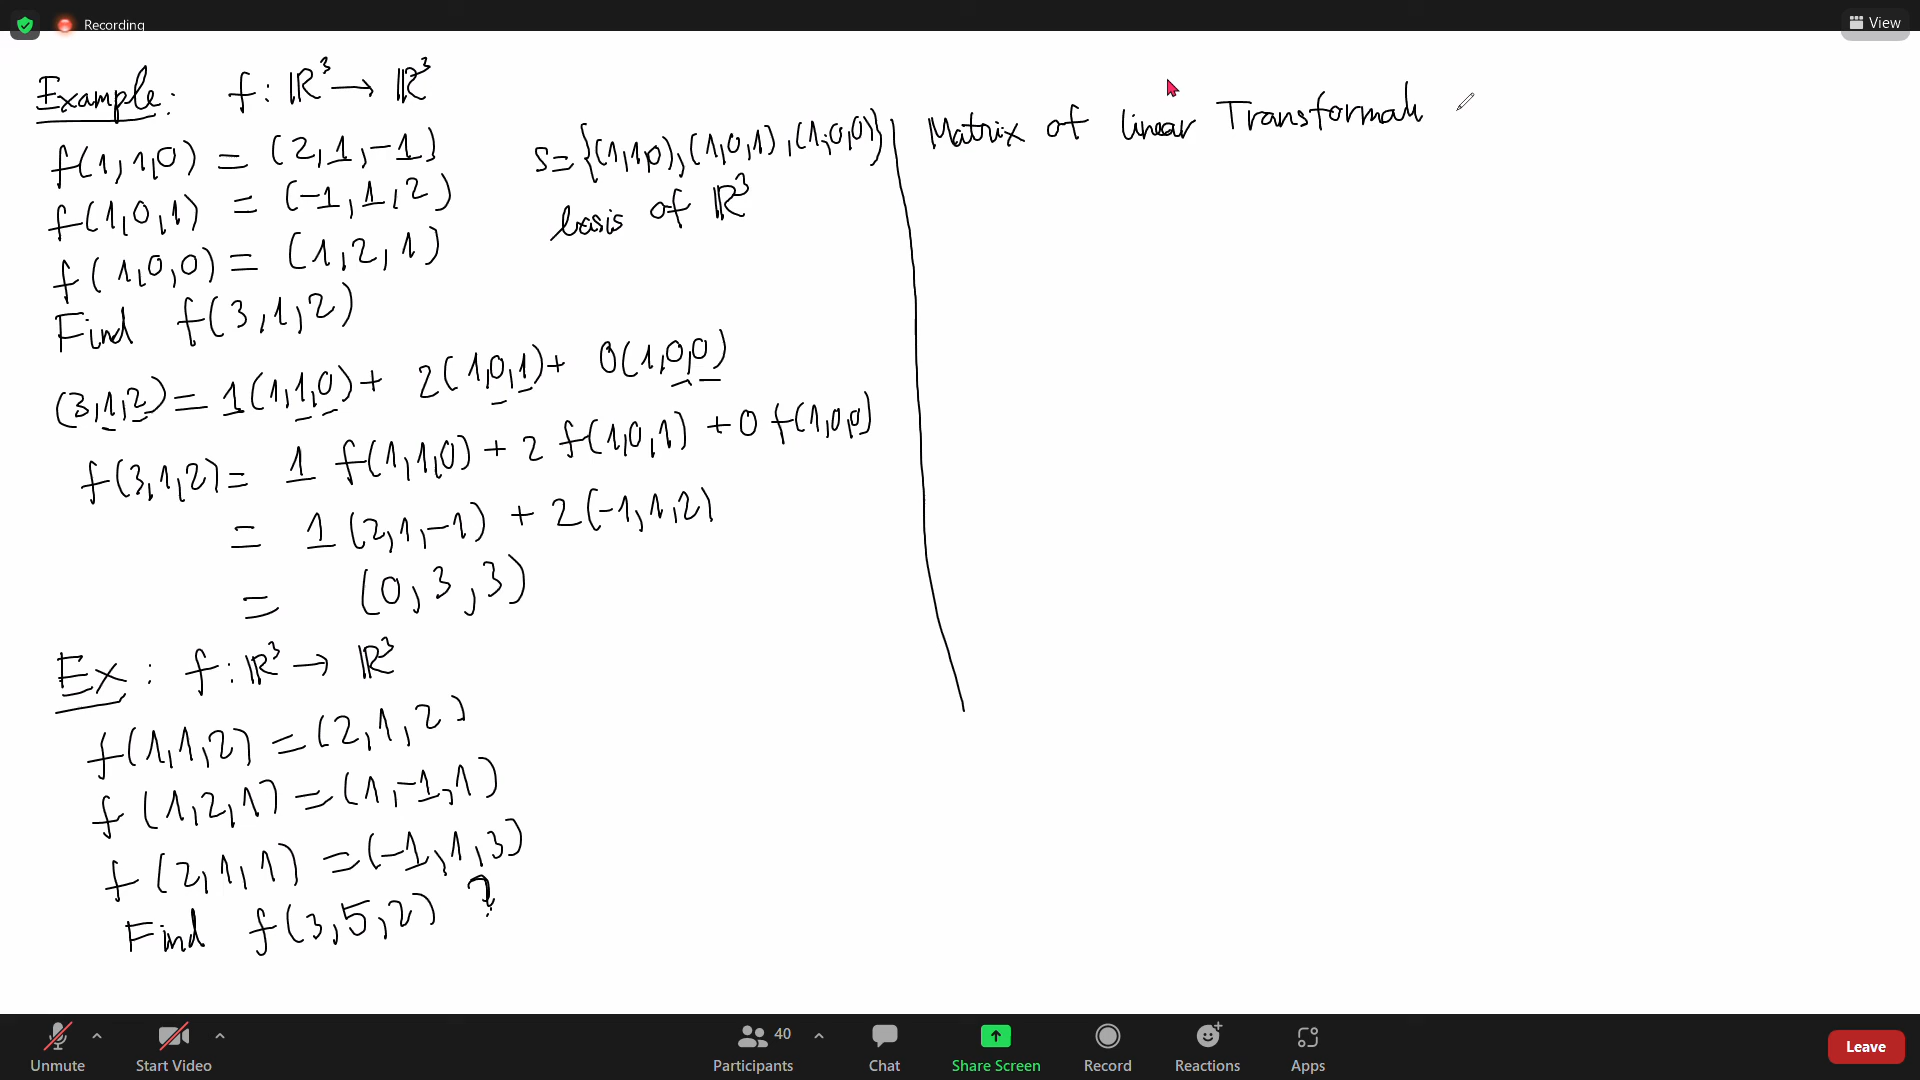 Recording
View
Example: f: ℝ³ → ℝ³
f(1,1,0) = (2,1,-1)
f(1,0,1) = (-1,1,2)
f(1,0,0) = (1,2,1)
Find f(3,1,2)
S={(1,1,0),(1,0,1),(1,0,0)}
basis of ℝ³
(3,1,2)= 1(1,1,0)+ 2(1,0,1)+ 0(1,0,0)
f(3,1,2)= 1 f(1,1,0) + 2 f(1,0,1) + 0 f(1,0,0)
= 1(2,1,-1) + 2(-1,1,2)
= (0,3,3)
Ex: f: ℝ³ → ℝ³
f(1,1,2) = (2,1,2)
f(1,2,1) = (1,-1,1)
f(2,1,1) = (-1,1,3)
Find f(3,5,2) ?
Matrix of linear Transformati
Unmute
Start Video
40
Participants
Chat
Share Screen
Record
Reactions
Apps
Leave